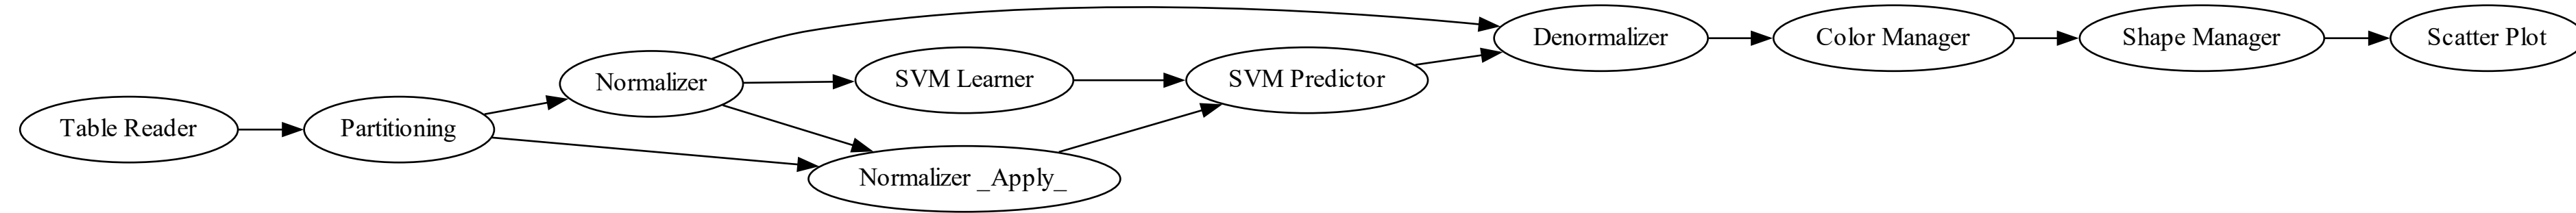 Table Reader
Partitioning
Normalizer
SVM Learner
Normalizer _Apply_
SVM Predictor
Denormalizer
Color Manager
Shape Manager
Scatter Plot